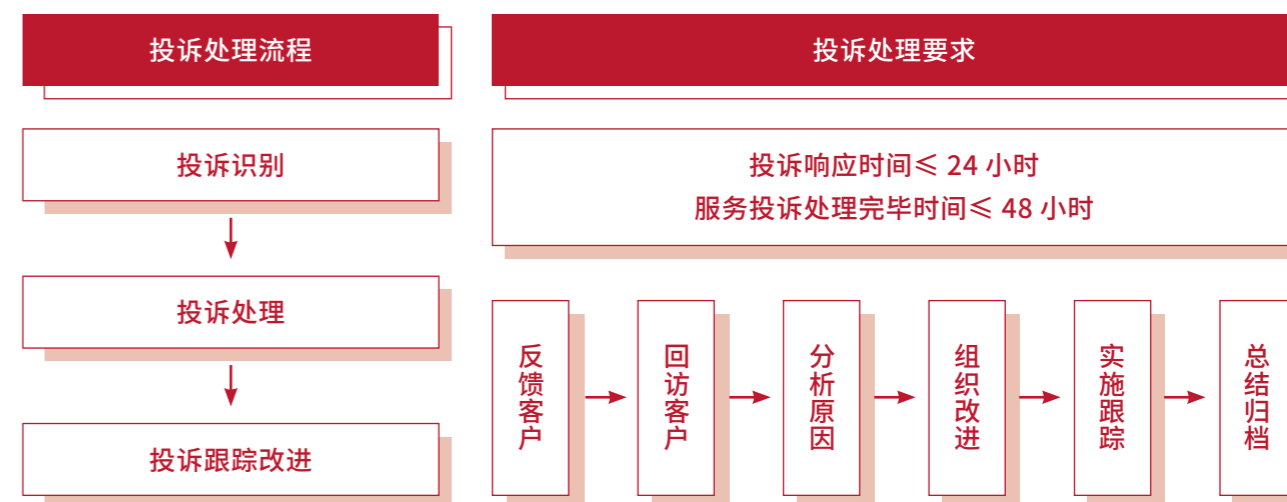 投诉处理流程
投诉识别
投诉处理
投诉跟踪改进
投诉处理要求
投诉响应时间≤ 24 小时
服务投诉处理完毕时间≤ 48 小时
反馈客户
回访客户
分析原因
组织改进
实施跟踪
总结归档